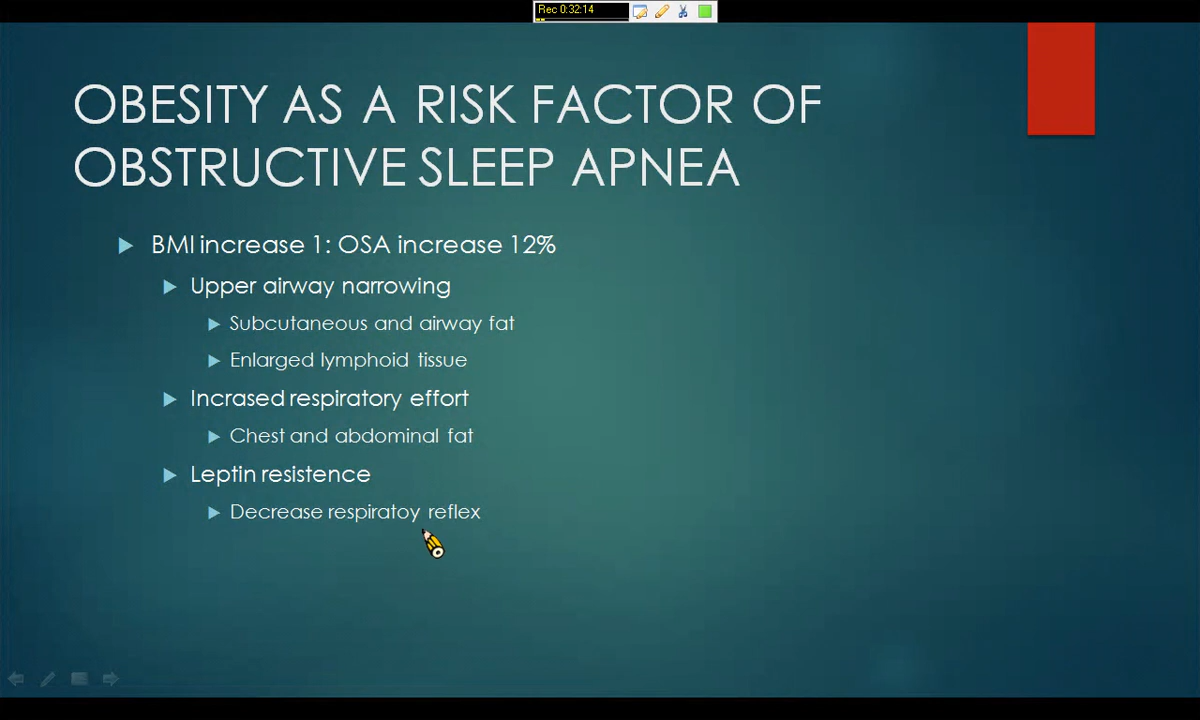 Rec 0:32:14
OBESITY AS A RISK FACTOR OF
OBSTRUCTIVE SLEEP APNEA
BMI increase 1: OSA increase 12%
Upper airway narrowing
Subcutaneous and airway fat
Enlarged lymphoid tissue
Incrased respiratory effort
Chest and abdominal fat
Leptin resistence
Decrease respiratoy reflex